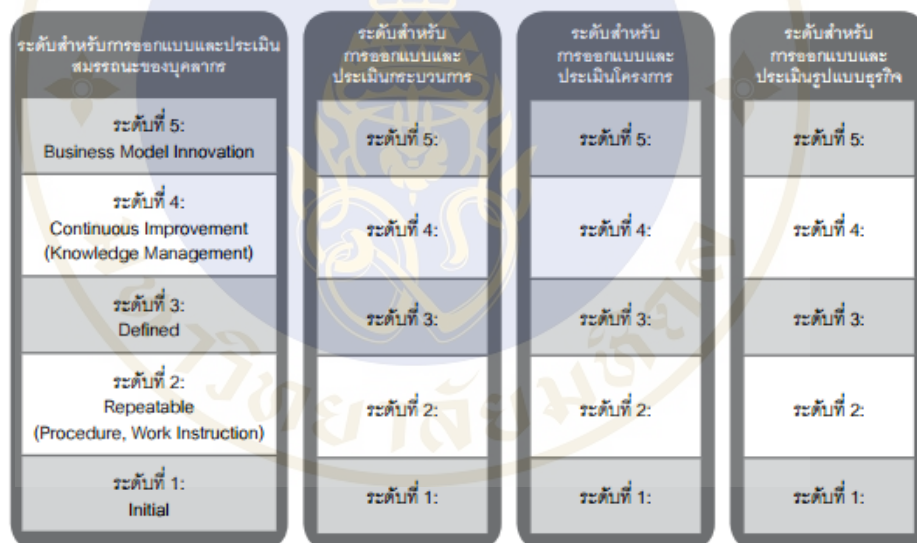 ระดับสำหรับการออกแบบและประเมิน
สมรรถนะของบุคลากร
ระดับที่ 5:
Business Model Innovation
ระดับที่ 4:
Continuous Improvement
(Knowledge Management)
ระดับที่ 3:
Defined
ระดับที่ 2:
Repeatable
(Procedure, Work Instruction)
ระดับที่ 1:
Initial
ระดับสำหรับ
การออกแบบและ
ประเมินกระบวนการ
ระดับที่ 5:
ระดับที่ 4:
ระดับที่ 3:
ระดับที่ 2:
ระดับที่ 1:
ระดับสำหรับ
การออกแบบและ
ประเมินโครงการ
ระดับที่ 5:
ระดับที่ 4:
ระดับที่ 3:
ระดับที่ 2:
ระดับที่ 1:
ระดับสำหรับ
การออกแบบและ
ประเมินรูปแบบธุรกิจ
ระดับที่ 5:
ระดับที่ 4:
ระดับที่ 3:
ระดับที่ 2:
ระดับที่ 1:
มหาวิทยาลัยมหิดล